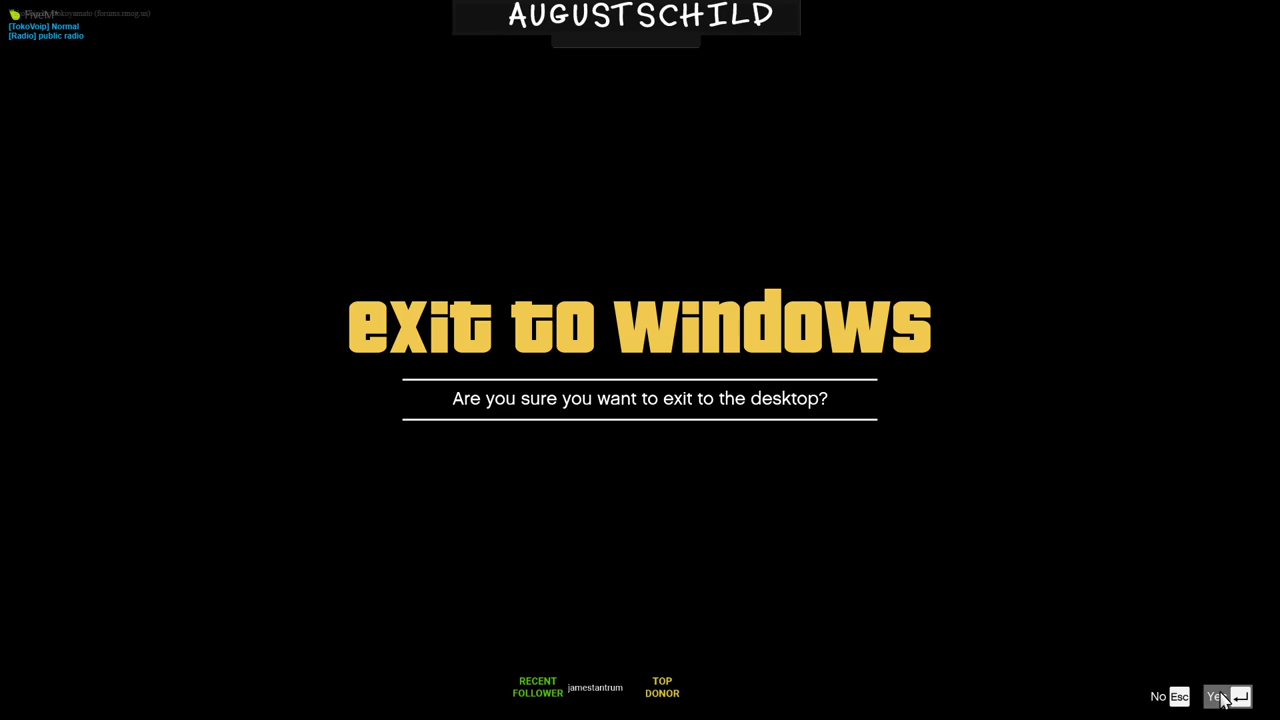 AUGUSTSCHILD
FiveM
[TokoVoip] Normal
[Radio] public radio
exit to windows
Are you sure you want to exit to the desktop?
RECENT
FOLLOWER
jamestantrum
TOP
DONOR
No Esc